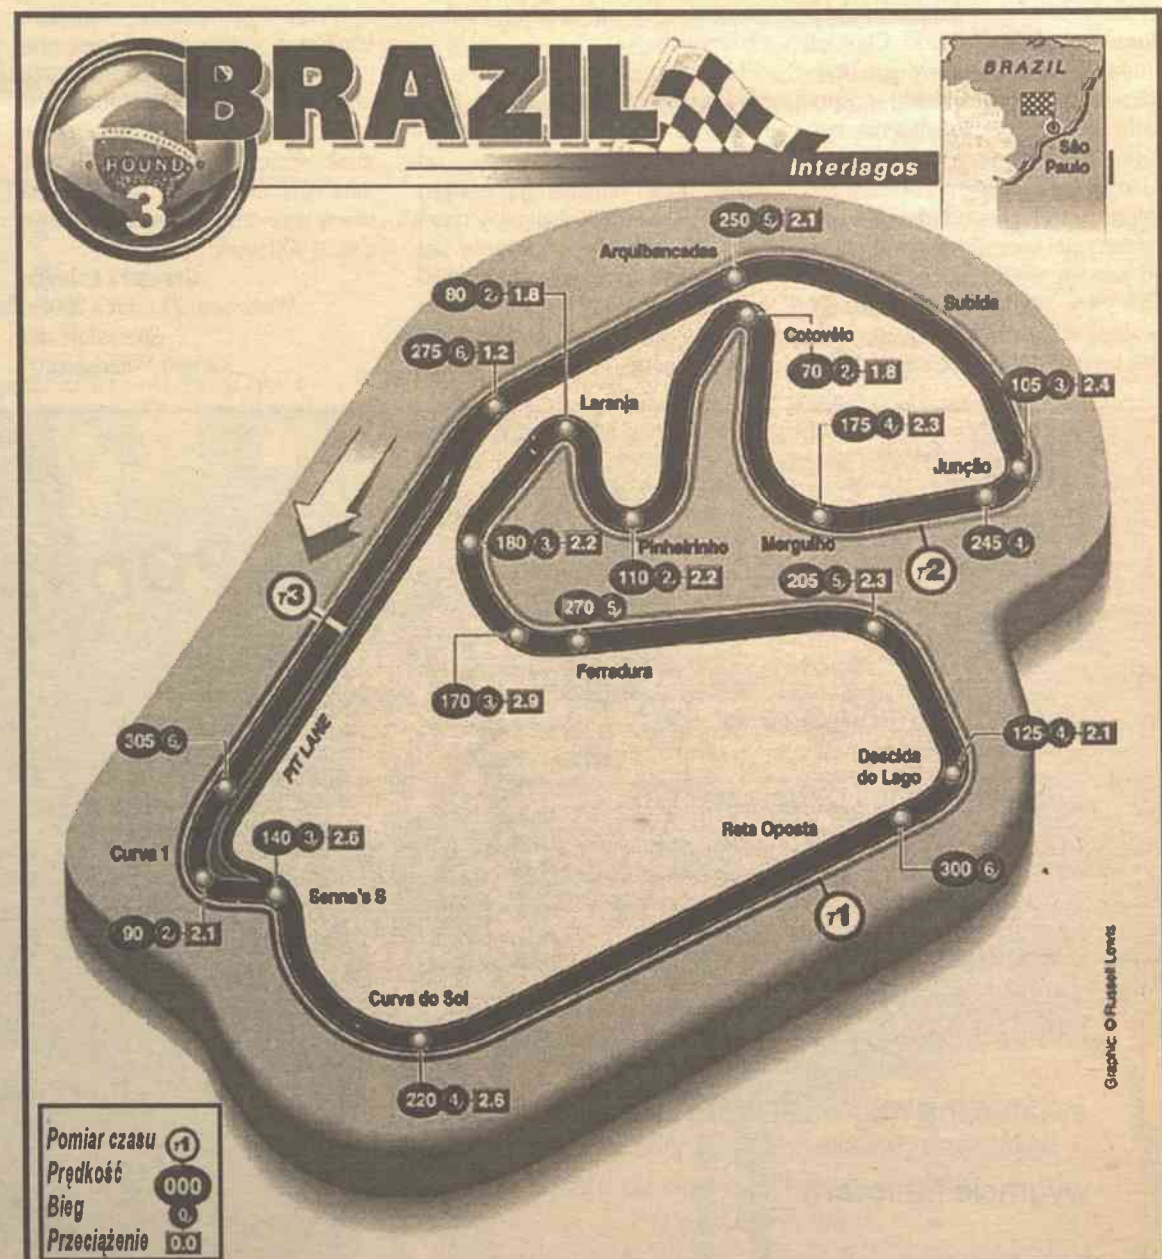 BRAZIL
ROUND
3
Interlagos
BRAZIL
São
Paulo
250 5 2.1
Arquibancadas
Subida
80 2 1.8
Cotovêlo
70 2 1.8
275 6 1.2
105 3 2.4
Laranja
175 4 2.3
Junção
180 3 2.2
Pinheirinho
Mergulho
245 4
110 2 2.2
205 5 2.3
T2
T3
270 5
Ferradura
170 3 2.9
PIT LANE
305 6
125 4 2.1
Descida
do Lago
Reta Oposta
140 3 2.6
Curva 1
Senna's S
300 6
T1
90 2 2.1
Curva do Sol
220 4 2.6
Graphic: © Russell Lewis
Pomiar czasu T1
Prędkość 000
Bieg 0
Przeciążenie 0.0